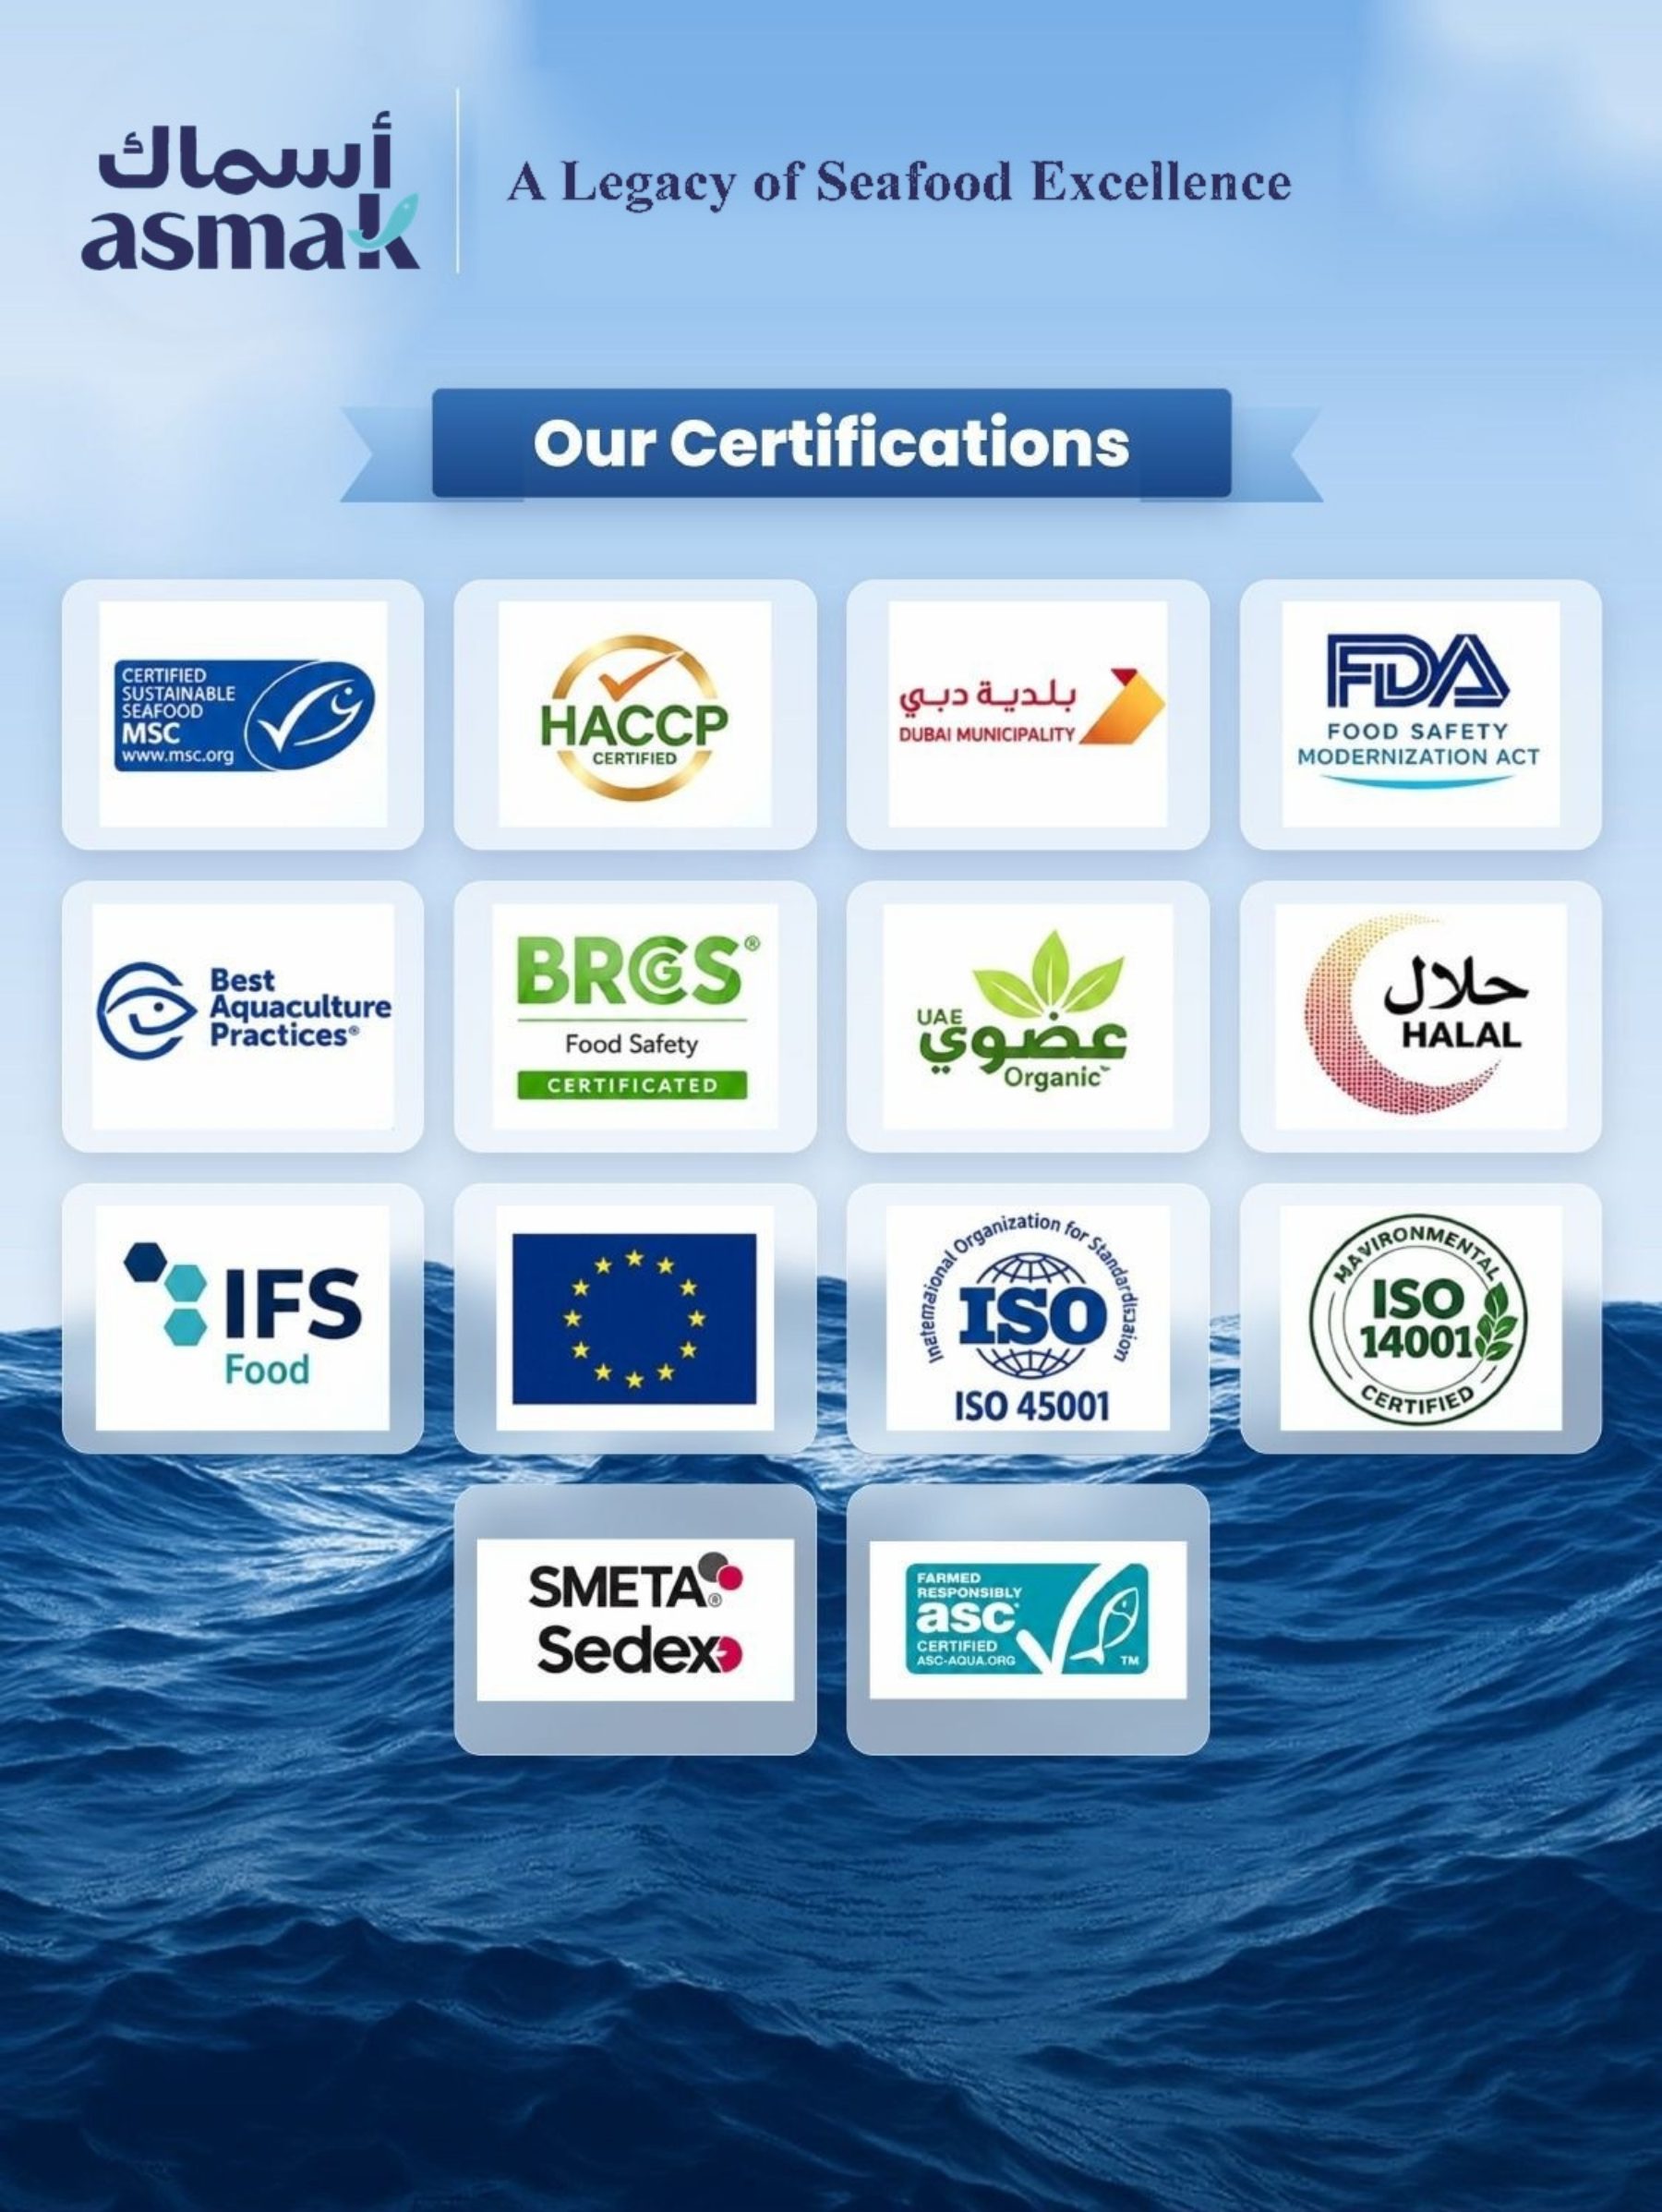 أسماك
asmak
A Legacy of Seafood Excellence
Our Certifications
CERTIFIED
SUSTAINABLE
SEAFOOD
MSC
www.msc.org
HACCP
CERTIFIED
بلدية دبي
DUBAI MUNICIPALITY
FDA
FOOD SAFETY
MODERNIZATION ACT
Best
Aquaculture
Practices®
BRCGS®
Food Safety
CERTIFICATED
UAE
عضوي
Organic
حلال
HALAL
IFS
Food
Inatemaional Organization for Standardizaion
ISO
ISO 45001
MAVIRONMENTAL
ISO
14001
CERTIFIED
SMETA®
Sedex
FARMED
RESPONSIBLY
asc
CERTIFIED
ASC-AQUA.ORG
TM